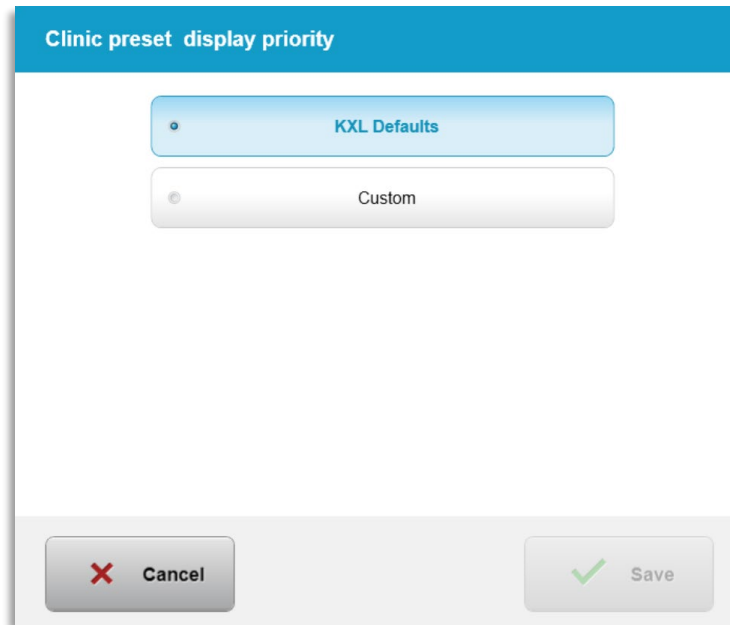 Clinic preset display priority
KXL Defaults
Custom
Cancel
Save